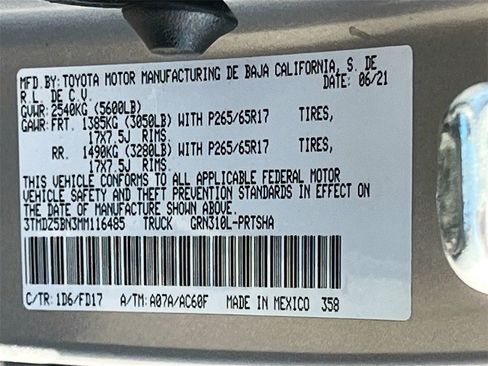 MFD.BY: TOYOTA MOTOR MANUFACTURING DE BAJA CALIFORNIA, S. DE
R L. DE C.V. DATE: 06/21
GVWR: 2540KG (5600LB)
GAWR: FRT. 1385KG (3050LB) WITH P265/65R17 TIRES,
17X7.5J RIMS,
RR. 1490KG (3280LB) WITH P265/65R17 TIRES,
17X7.5J RIMS.
THIS VEHICLE CONFORMS TO ALL APPLICABLE FEDERAL MOTOR
VEHICLE SAFETY AND THEFT PREVENTION STANDARDS IN EFFECT ON
THE DATE OF MANUFACTURE SHOWN ABOVE.
3TMDZ5BN3MM116485 TRUCK GRN310L-PRTSHA
C/TR: 1D6/FD17 A/TM: A07A/AC60F MADE IN MEXICO 358